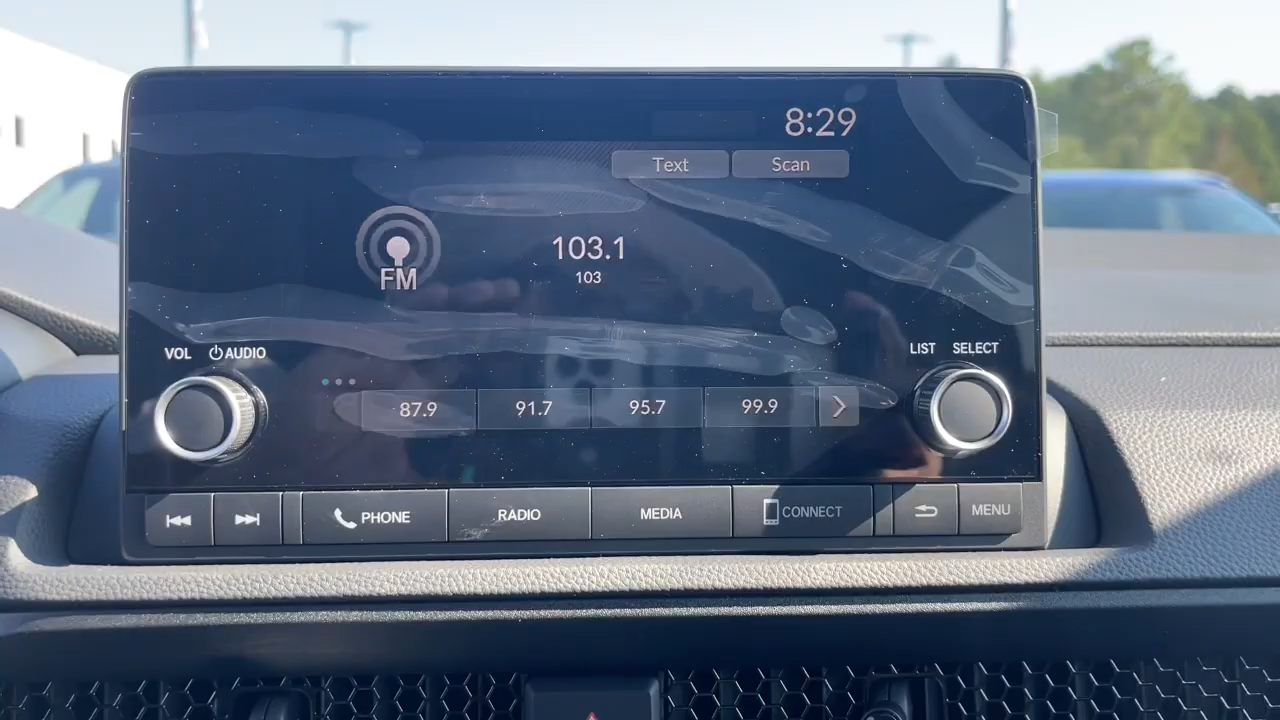 8:29
Text Scan
FM
103.1
103
VOL AUDIO
LIST SELECT
87.9 91.7 95.7 99.9
PHONE RADIO MEDIA CONNECT MENU